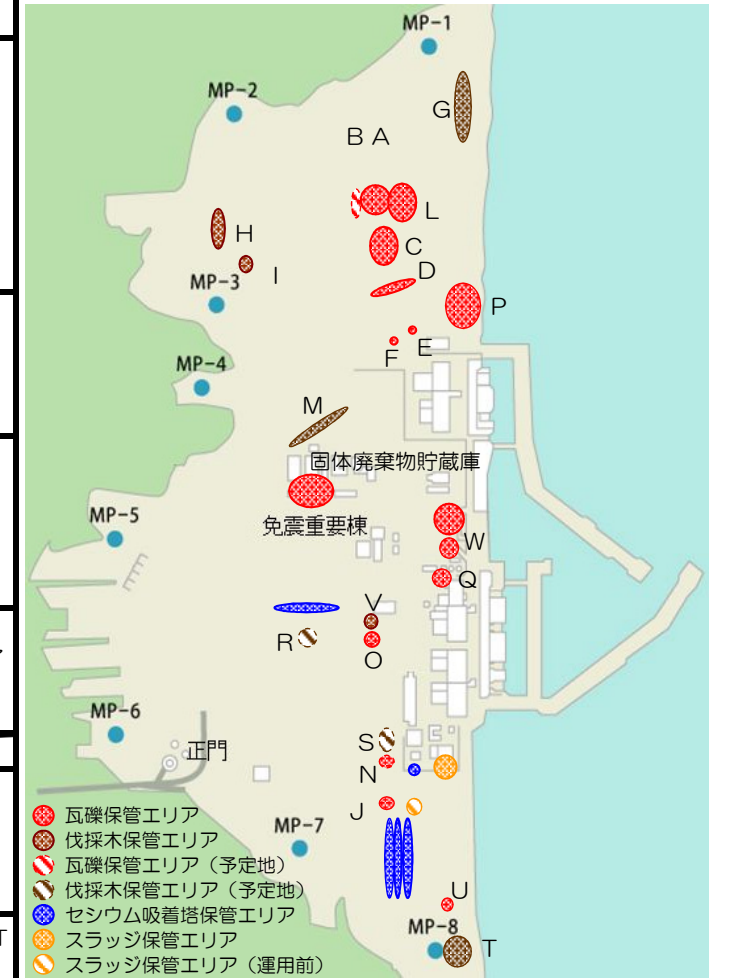 MP-1
MP-2
G
B A
L
H
C
I
D
MP-3
P
E
F
MP-4
M
固体廃棄物貯蔵庫
免震重要棟
MP-5
W
Q
V
R
O
MP-6
正門
S
N
J
MP-7
U
MP-8
T
瓦礫保管エリア
伐採木保管エリア
瓦礫保管エリア（予定地）
伐採木保管エリア（予定地）
セシウム吸着塔保管エリア
スラッジ保管エリア
スラッジ保管エリア（運用前）